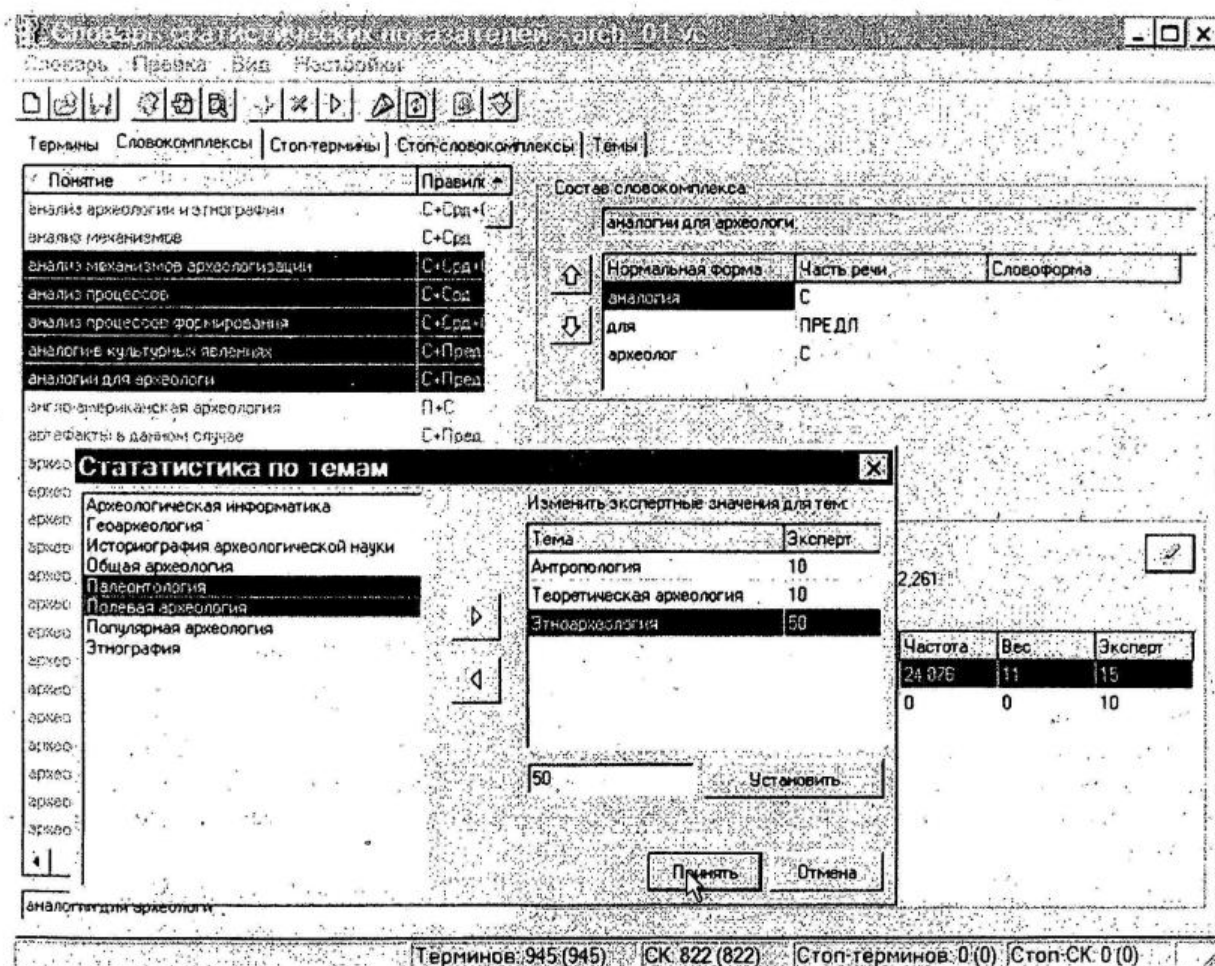 Словарь статистических показателей - arch_01.vc
Словарь Правка Вид Настройки
Термины Словокомплексы Стоп-термины Стоп-словокомплексы Темы
Понятие Правило
анализ археологии и этнографии С+Срд+(
анализ механизмов С+Срд
анализ механизмов археологизации С+Срд+(
анализ процессов С+Срд
анализ процессов формирования С+Срд+(
аналоги в культурных явлениях С+Пред
аналогии для археологи С+Пред
англо-американская археология П+С
артефакты в данном случае С+Пред
Состав словокомплекса:
аналогии для археологи
Нормальная форма Часть речи Словоформа
аналогия С
для ПРЕДЛ
археолог С
Стататистика по темам
Археологическая информатика
Геоархеология
Историография археологической науки
Общая археология
Палеонтология
Полевая археология
Популярная археология
Этнография
Изменить экспертные значения для тем:
Тема Эксперт
Антропология 10
Теоретическая археология 10
Этноархеология 50
50 Установить
Принять Отмена
2,261
Частота Вес Эксперт
24 076 11 15
0 0 10
аналогии для археологи
Терминов: 945 (945) СК: 822 (822) Стоп-терминов: 0 (0) Стоп-СК: 0 (0)